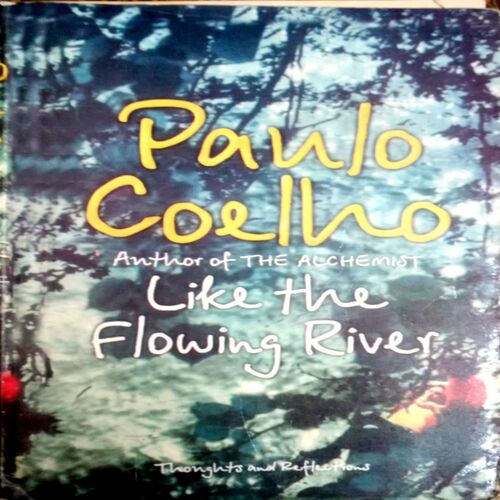 Paulo
Coelho
Author of THE ALCHEMIST
Like the
Flowing River
Thoughts and Reflections